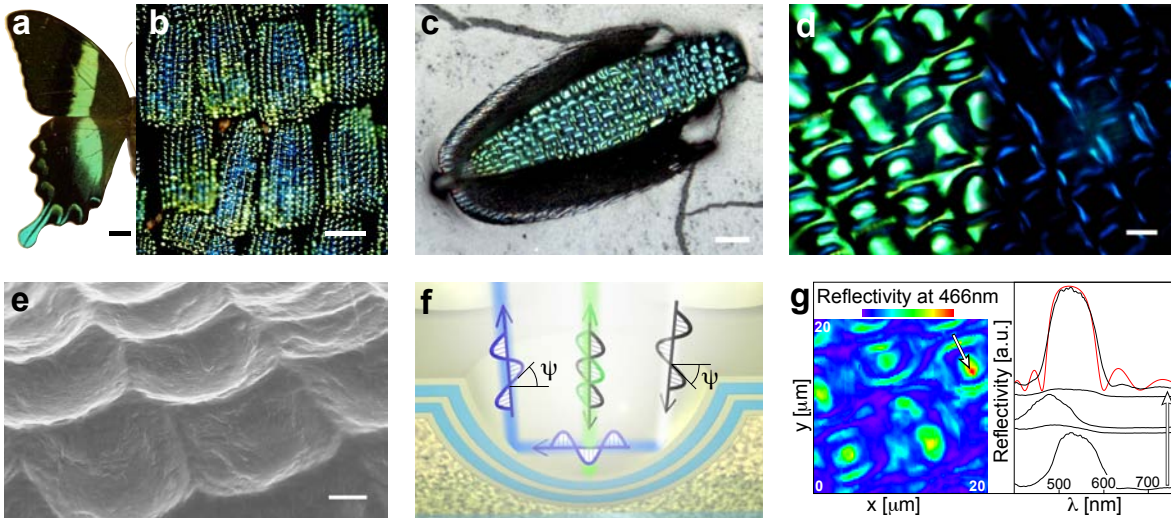 a
b
c
d
e
f
ψ
ψ
g
Reflectivity at 466nm
20
y [μm]
0
20
x [μm]
Reflectivity [a.u.]
500
600
700
λ [nm]